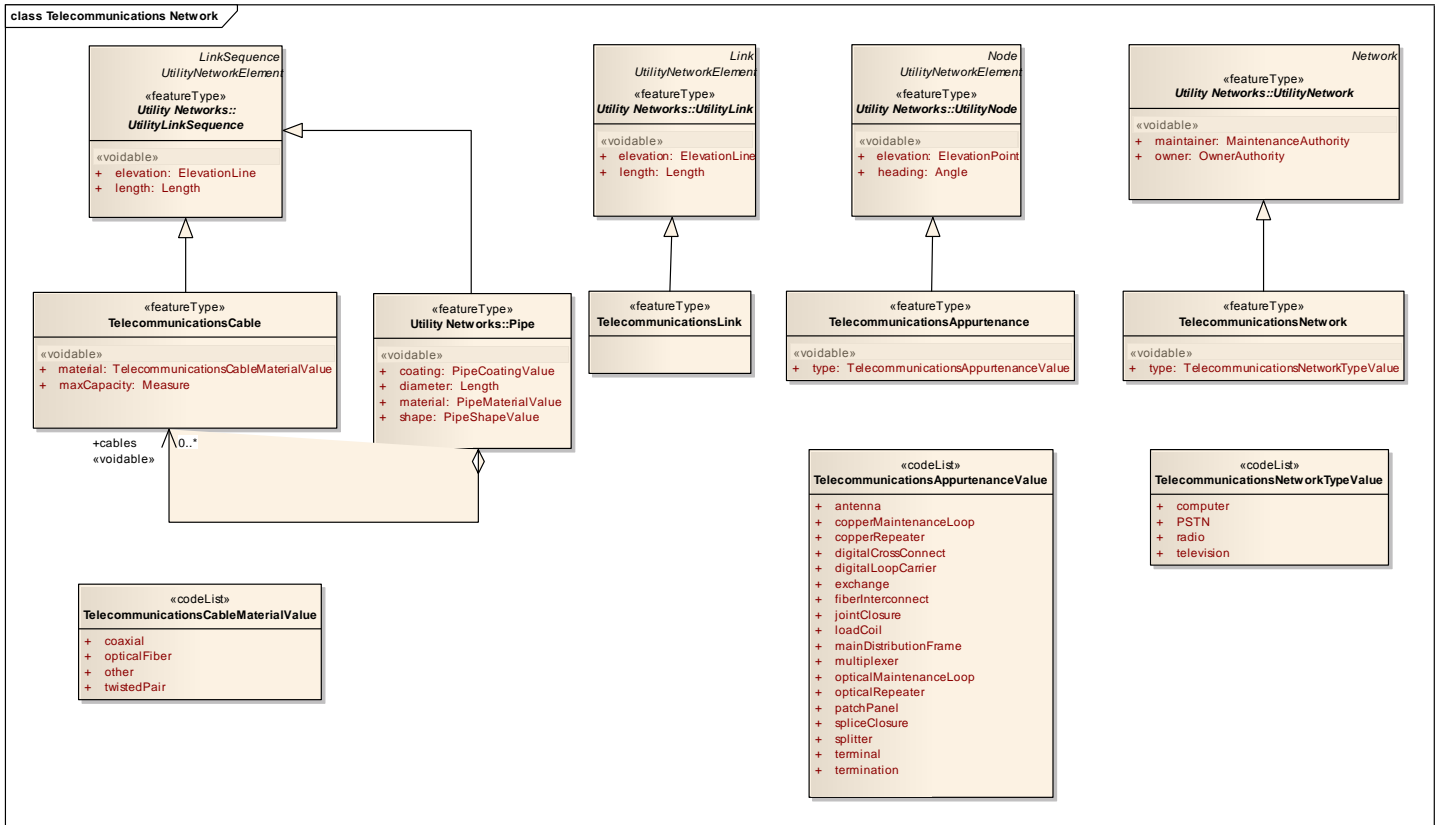 class Telecommunications Network
LinkSequence
UtilityNetworkElement
«featureType»
Utility Networks::
UtilityLinkSequence
«voidable»
+ elevation: ElevationLine
+ length: Length
Link
UtilityNetworkElement
«featureType»
Utility Networks::UtilityLink
«voidable»
+ elevation: ElevationLine
+ length: Length
Node
UtilityNetworkElement
«featureType»
Utility Networks::UtilityNode
«voidable»
+ elevation: ElevationPoint
+ heading: Angle
Network
«featureType»
Utility Networks::UtilityNetwork
«voidable»
+ maintainer: MaintenanceAuthority
+ owner: OwnerAuthority
«featureType»
TelecommunicationsCable
«voidable»
+ material: TelecommunicationsCableMaterialValue
+ maxCapacity: Measure
«featureType»
Utility Networks::Pipe
«voidable»
+ coating: PipeCoatingValue
+ diameter: Length
+ material: PipeMaterialValue
+ shape: PipeShapeValue
«featureType»
TelecommunicationsLink
«featureType»
TelecommunicationsAppurtenance
«voidable»
+ type: TelecommunicationsAppurtenanceValue
«featureType»
TelecommunicationsNetwork
«voidable»
+ type: TelecommunicationsNetworkTypeValue
+cables 0..*
«voidable»
«codeList»
TelecommunicationsAppurtenanceValue
+ antenna
+ copperMaintenanceLoop
+ copperRepeater
+ digitalCrossConnect
+ digitalLoopCarrier
+ exchange
+ fiberInterconnect
+ jointClosure
+ loadCoil
+ mainDistributionFrame
+ multiplexer
+ opticalMaintenanceLoop
+ opticalRepeater
+ patchPanel
+ spliceClosure
+ splitter
+ terminal
+ termination
«codeList»
TelecommunicationsNetworkTypeValue
+ computer
+ PSTN
+ radio
+ television
«codeList»
TelecommunicationsCableMaterialValue
+ coaxial
+ opticalFiber
+ other
+ twistedPair